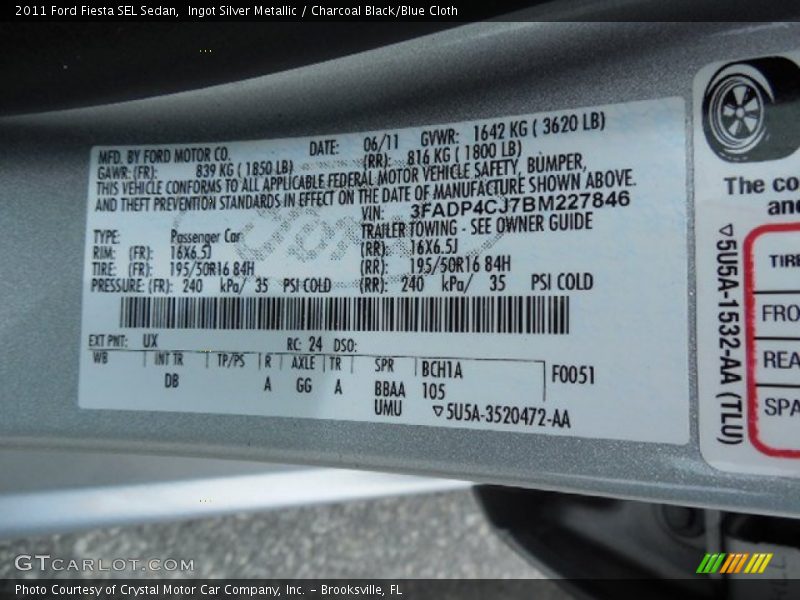 2011 Ford Fiesta SEL Sedan,  Ingot Silver Metallic / Charcoal Black/Blue Cloth
MFD. BY FORD MOTOR CO. DATE: 06/11 GVWR: 1642 KG ( 3620 LB)
GAWR: (FR): 839 KG ( 1850 LB) (RR): 816 KG ( 1800 LB)
THIS VEHICLE CONFORMS TO ALL APPLICABLE FEDERAL MOTOR VEHICLE SAFETY, BUMPER,
AND THEFT PREVENTION STANDARDS IN EFFECT ON THE DATE OF MANUFACTURE SHOWN ABOVE.
VIN: 3FADP4CJ7BM227846
TYPE: Passenger Car TRAILER TOWING - SEE OWNER GUIDE
RIM: (FR): 16X6.5J (RR): 16X6.5J
TIRE: (FR): 195/50R16 84H (RR): 195/50R16 84H
PRESSURE: (FR): 240 kPa/ 35 PSI COLD (RR): 240 kPa/ 35 PSI COLD
EXT PNT: UX RC: 24 DSO:
WB INT TR TP/PS R AXLE TR SPR BCH1A F0051
DB A GG A BBAA 105
UMU 5U5A-3520472-AA
The co
and
TIRE
FRO
REA
SPA
5U5A-1532-AA (TLU)
GTCARLOT.COM
Photo Courtesy of Crystal Motor Car Company, Inc. – Brooksville, FL